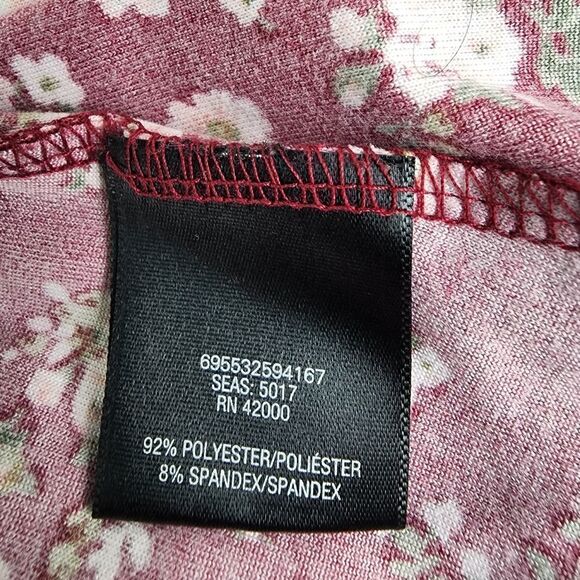 695532594167
SEAS: 5017
RN 42000
92% POLYESTER/POLIÉSTER
8% SPANDEX/SPANDEX